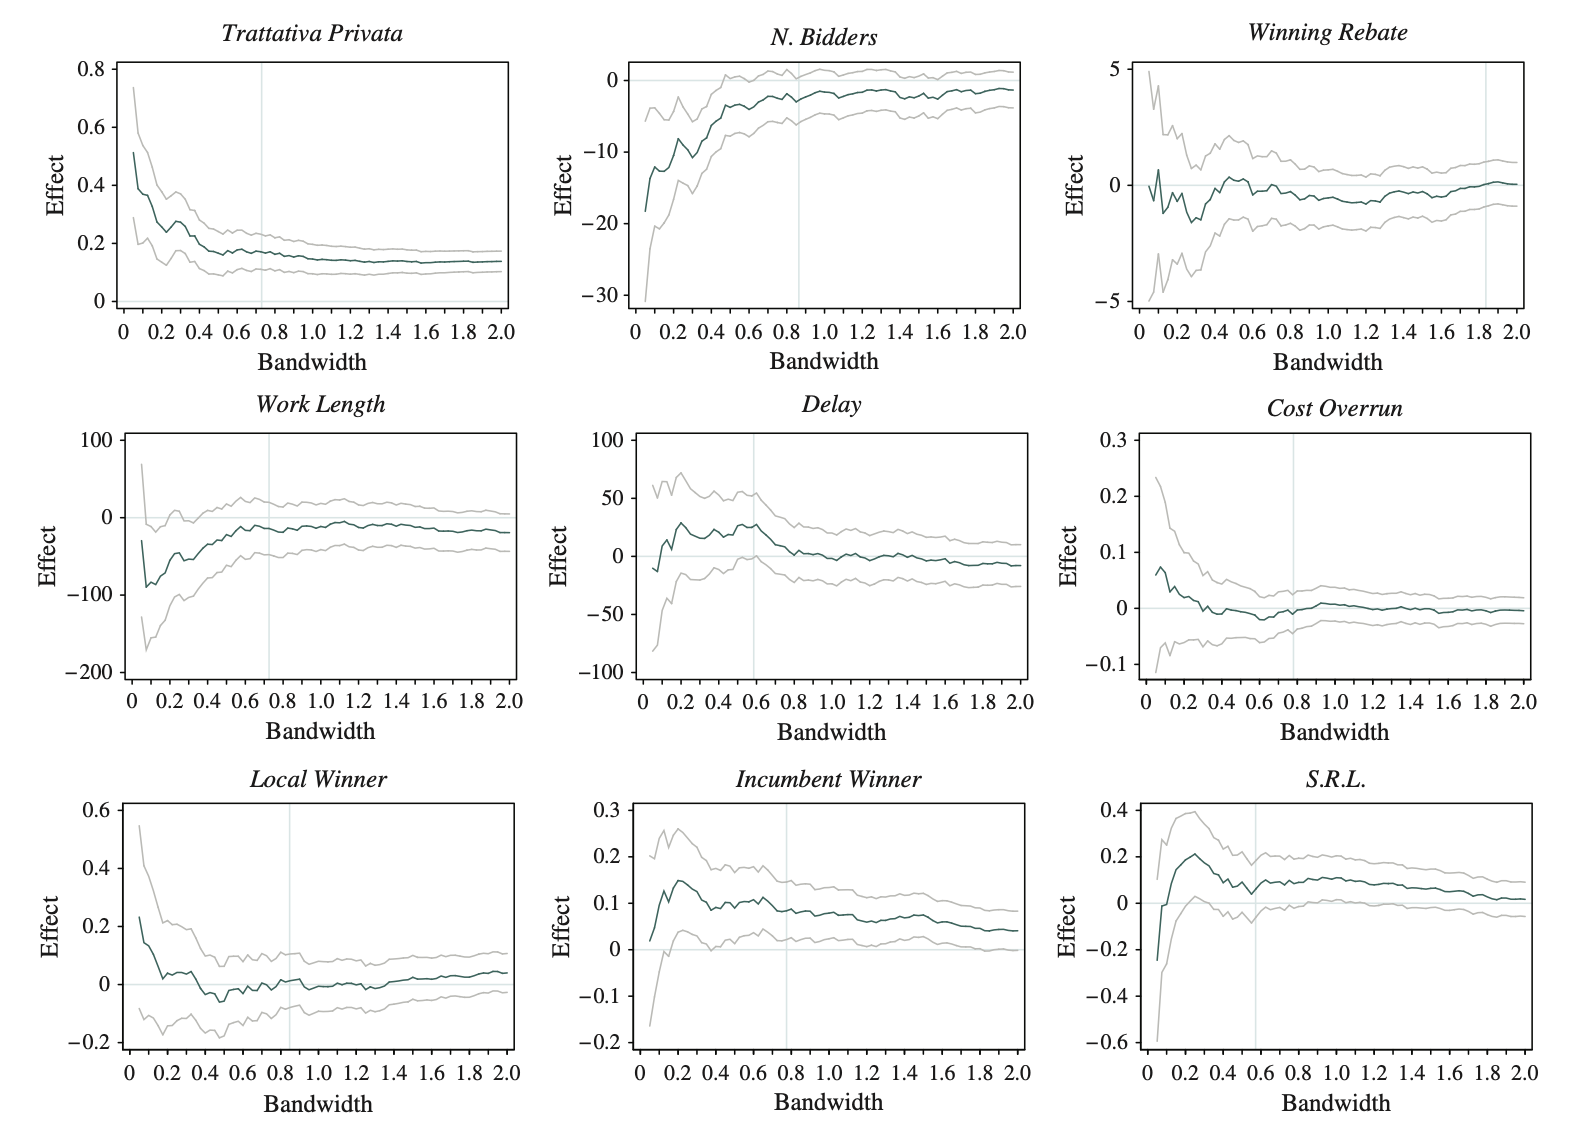 Trattativa Privata
0.8
0.6
0.4
0.2
0
Effect
0 0.2 0.4 0.6 0.8 1.0 1.2 1.4 1.6 1.8 2.0
Bandwidth
N. Bidders
0
−10
−20
−30
Effect
0 0.2 0.4 0.6 0.8 1.0 1.2 1.4 1.6 1.8 2.0
Bandwidth
Winning Rebate
5
0
−5
Effect
0 0.2 0.4 0.6 0.8 1.0 1.2 1.4 1.6 1.8 2.0
Bandwidth
Work Length
100
0
−100
−200
Effect
0 0.2 0.4 0.6 0.8 1.0 1.2 1.4 1.6 1.8 2.0
Bandwidth
Delay
100
50
0
−50
−100
Effect
0 0.2 0.4 0.6 0.8 1.0 1.2 1.4 1.6 1.8 2.0
Bandwidth
Cost Overrun
0.3
0.2
0.1
0
−0.1
Effect
0 0.2 0.4 0.6 0.8 1.0 1.2 1.4 1.6 1.8 2.0
Bandwidth
Local Winner
0.6
0.4
0.2
0
−0.2
Effect
0 0.2 0.4 0.6 0.8 1.0 1.2 1.4 1.6 1.8 2.0
Bandwidth
Incumbent Winner
0.3
0.2
0.1
0
−0.1
−0.2
Effect
0 0.2 0.4 0.6 0.8 1.0 1.2 1.4 1.6 1.8 2.0
Bandwidth
S.R.L.
0.4
0.2
0
−0.2
−0.4
−0.6
Effect
0 0.2 0.4 0.6 0.8 1.0 1.2 1.4 1.6 1.8 2.0
Bandwidth